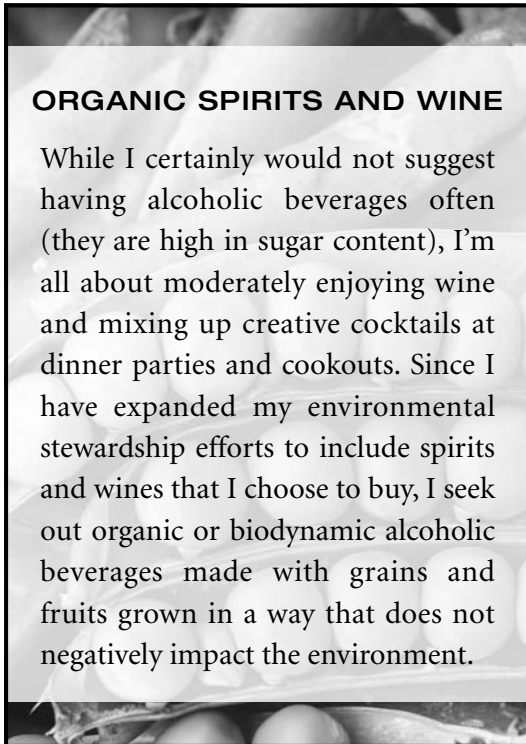 ORGANIC SPIRITS AND WINE
While I certainly would not suggest
having alcoholic beverages often
(they are high in sugar content), I'm
all about moderately enjoying wine
and mixing up creative cocktails at
dinner parties and cookouts. Since I
have expanded my environmental
stewardship efforts to include spirits
and wines that I choose to buy, I seek
out organic or biodynamic alcoholic
beverages made with grains and
fruits grown in a way that does not
negatively impact the environment.